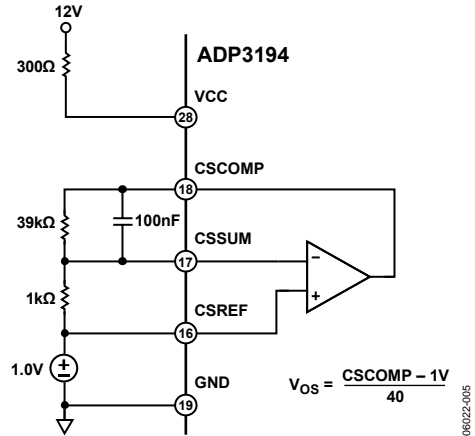 12V
300Ω
ADP3194
VCC
28
CSCOMP
18
39kΩ
100nF
CSSUM
17
1kΩ
CSREF
16
1.0V
GND
19
V_OS = (CSCOMP – 1V) / 40
06022-005